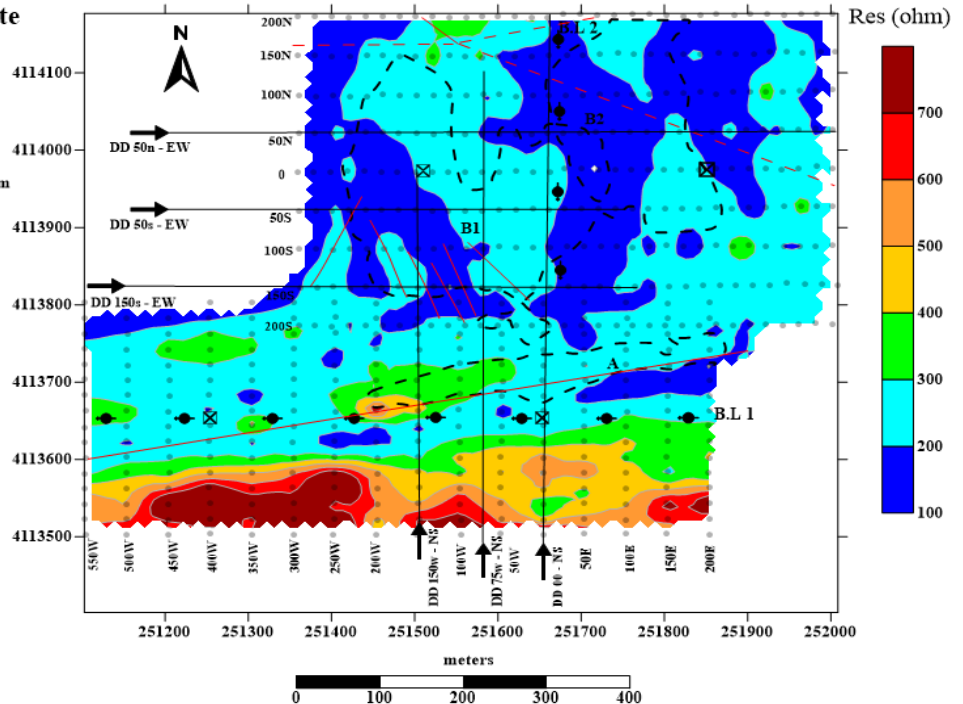 te
Res (ohm)
200N
B.L 2
N
150N
4114100
100N
700
50N
B2
4114000
DD 50n - EW
m
0
600
50S
DD 50s - EW
B1
500
4113900
100S
DD 150s - EW
150S
400
4113800
200S
A
300
4113700
B.L 1
200
4113600
100
4113500
550W
500W
450W
400W
350W
300W
250W
200W
DD 150w - NS
100W
DD 75w - NS
50W
DD 00 - NS
50E
100E
150E
200E
251200
251300
251400
251500
251600
251700
251800
251900
252000
meters
0
100
200
300
400